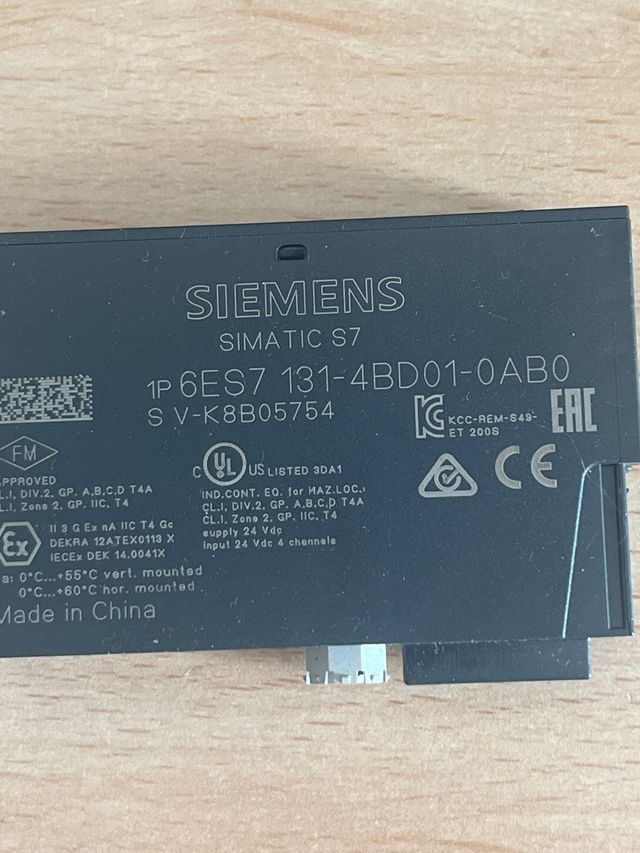 SIEMENS
SIMATIC S7
1P 6ES7 131-4BD01-0AB0
S V-K8B05754
KCC-REM-S49-
ET 200S
EAC
FM
APPROVED
CL.I, DIV.2, GP. A,B,C,D T4A
CL.I, Zone 2, GP. IIC, T4
C UL US LISTED 3DA1
IND.CONT. EQ. for HAZ.LOC.:
CL.I, DIV.2, GP. A,B,C,D T4A
CL.I, Zone 2, GP. IIC, T4
supply 24 Vdc
Input 24 Vdc 4 channels
CE
Ex
II 3 G Ex nA IIC T4 Gc
DEKRA 12ATEX0113 X
IECEx DEK 14.0041X
a: 0°C...+55°C vert. mounted
0°C...+60°C hor. mounted
Made in China